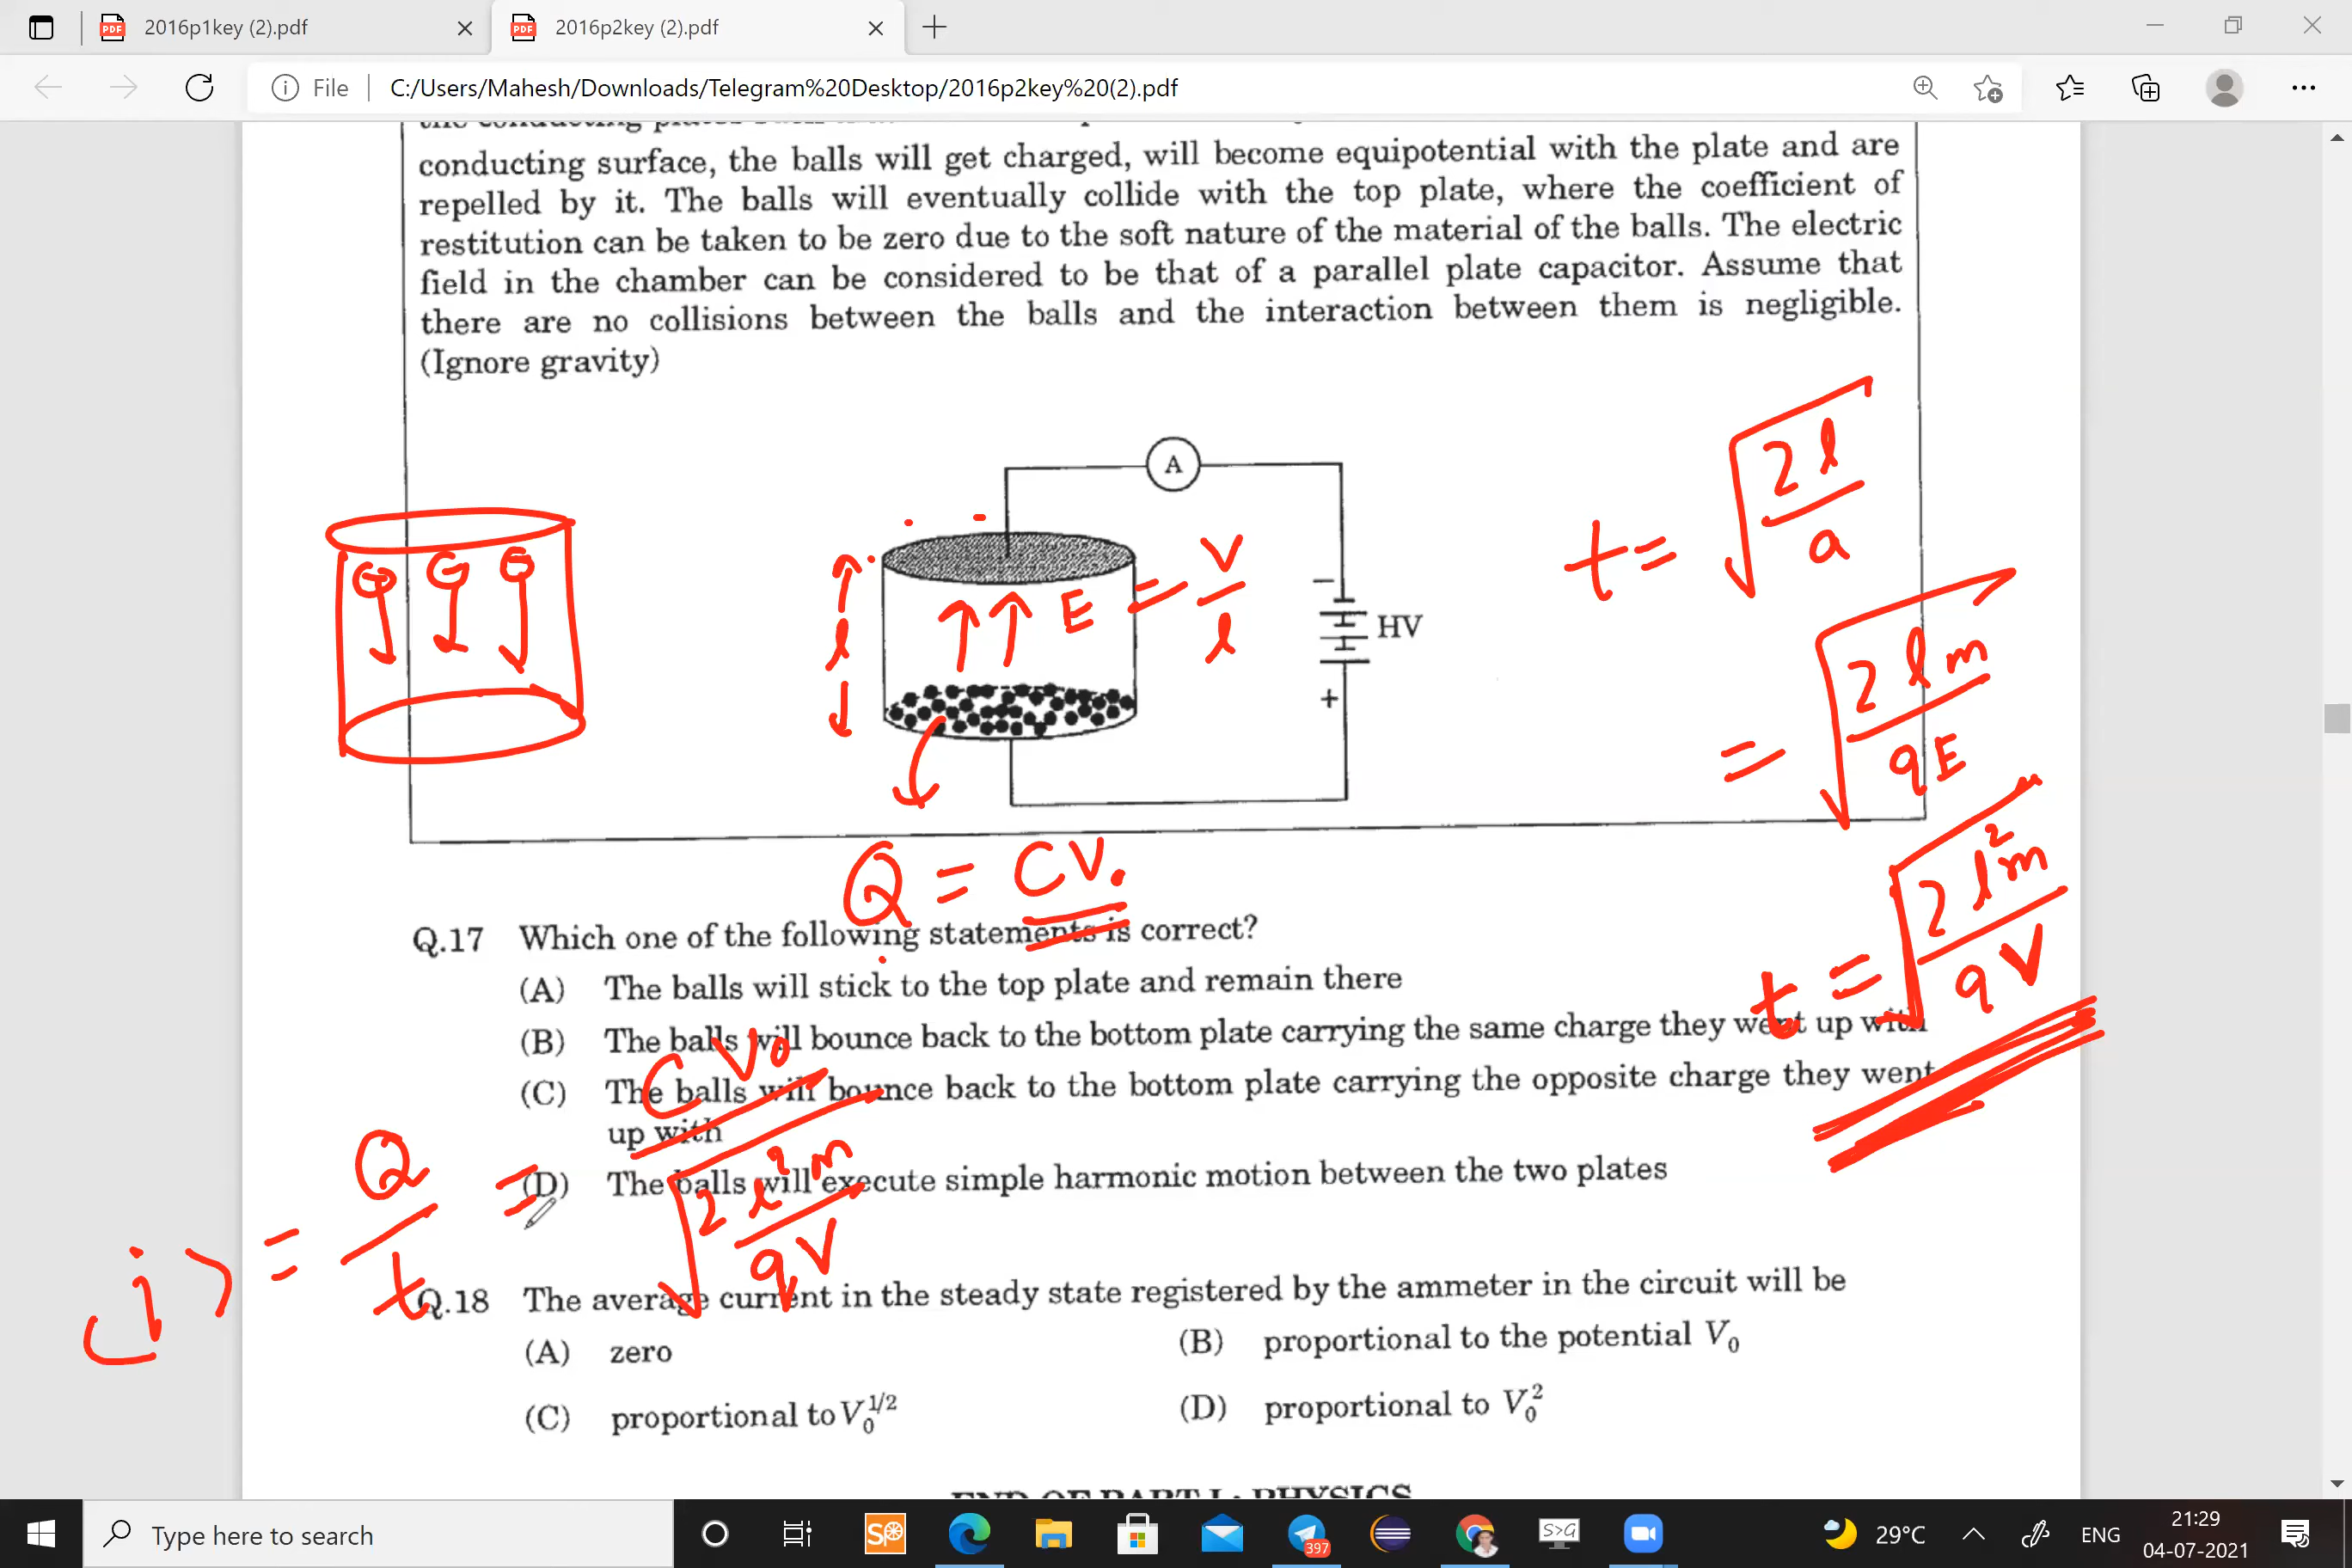 2016p1key (2).pdf
2016p2key (2).pdf
File
C:/Users/Mahesh/Downloads/Telegram%20Desktop/2016p2key%20(2).pdf
conducting surface, the balls will get charged, will become equipotential with the plate and are
repelled by it. The balls will eventually collide with the top plate, where the coefficient of
restitution can be taken to be zero due to the soft nature of the material of the balls. The electric
field in the chamber can be considered to be that of a parallel plate capacitor. Assume that
there are no collisions between the balls and the interaction between them is negligible.
(Ignore gravity)
A
−
HV
+
l
E = V/l
t = √(2l/a)
= √(2lm/qE)
t = √(2l²m/qV)
Q = CV.
Q.17 Which one of the following statements is correct?
(A) The balls will stick to the top plate and remain there
(B) The balls will bounce back to the bottom plate carrying the same charge they went up with
(C) The balls will bounce back to the bottom plate carrying the opposite charge they went
up with
(D) The balls will execute simple harmonic motion between the two plates
⟨i⟩ = Q/t = CV₀/√(2l²m/qV)
Q.18 The average current in the steady state registered by the ammeter in the circuit will be
(A) zero
(B) proportional to the potential V₀
(C) proportional to V₀^1/2
(D) proportional to V₀²
END OF PART I : PHYSICS
Type here to search
SP
397
S>G
29°C
ENG
21:29
04-07-2021